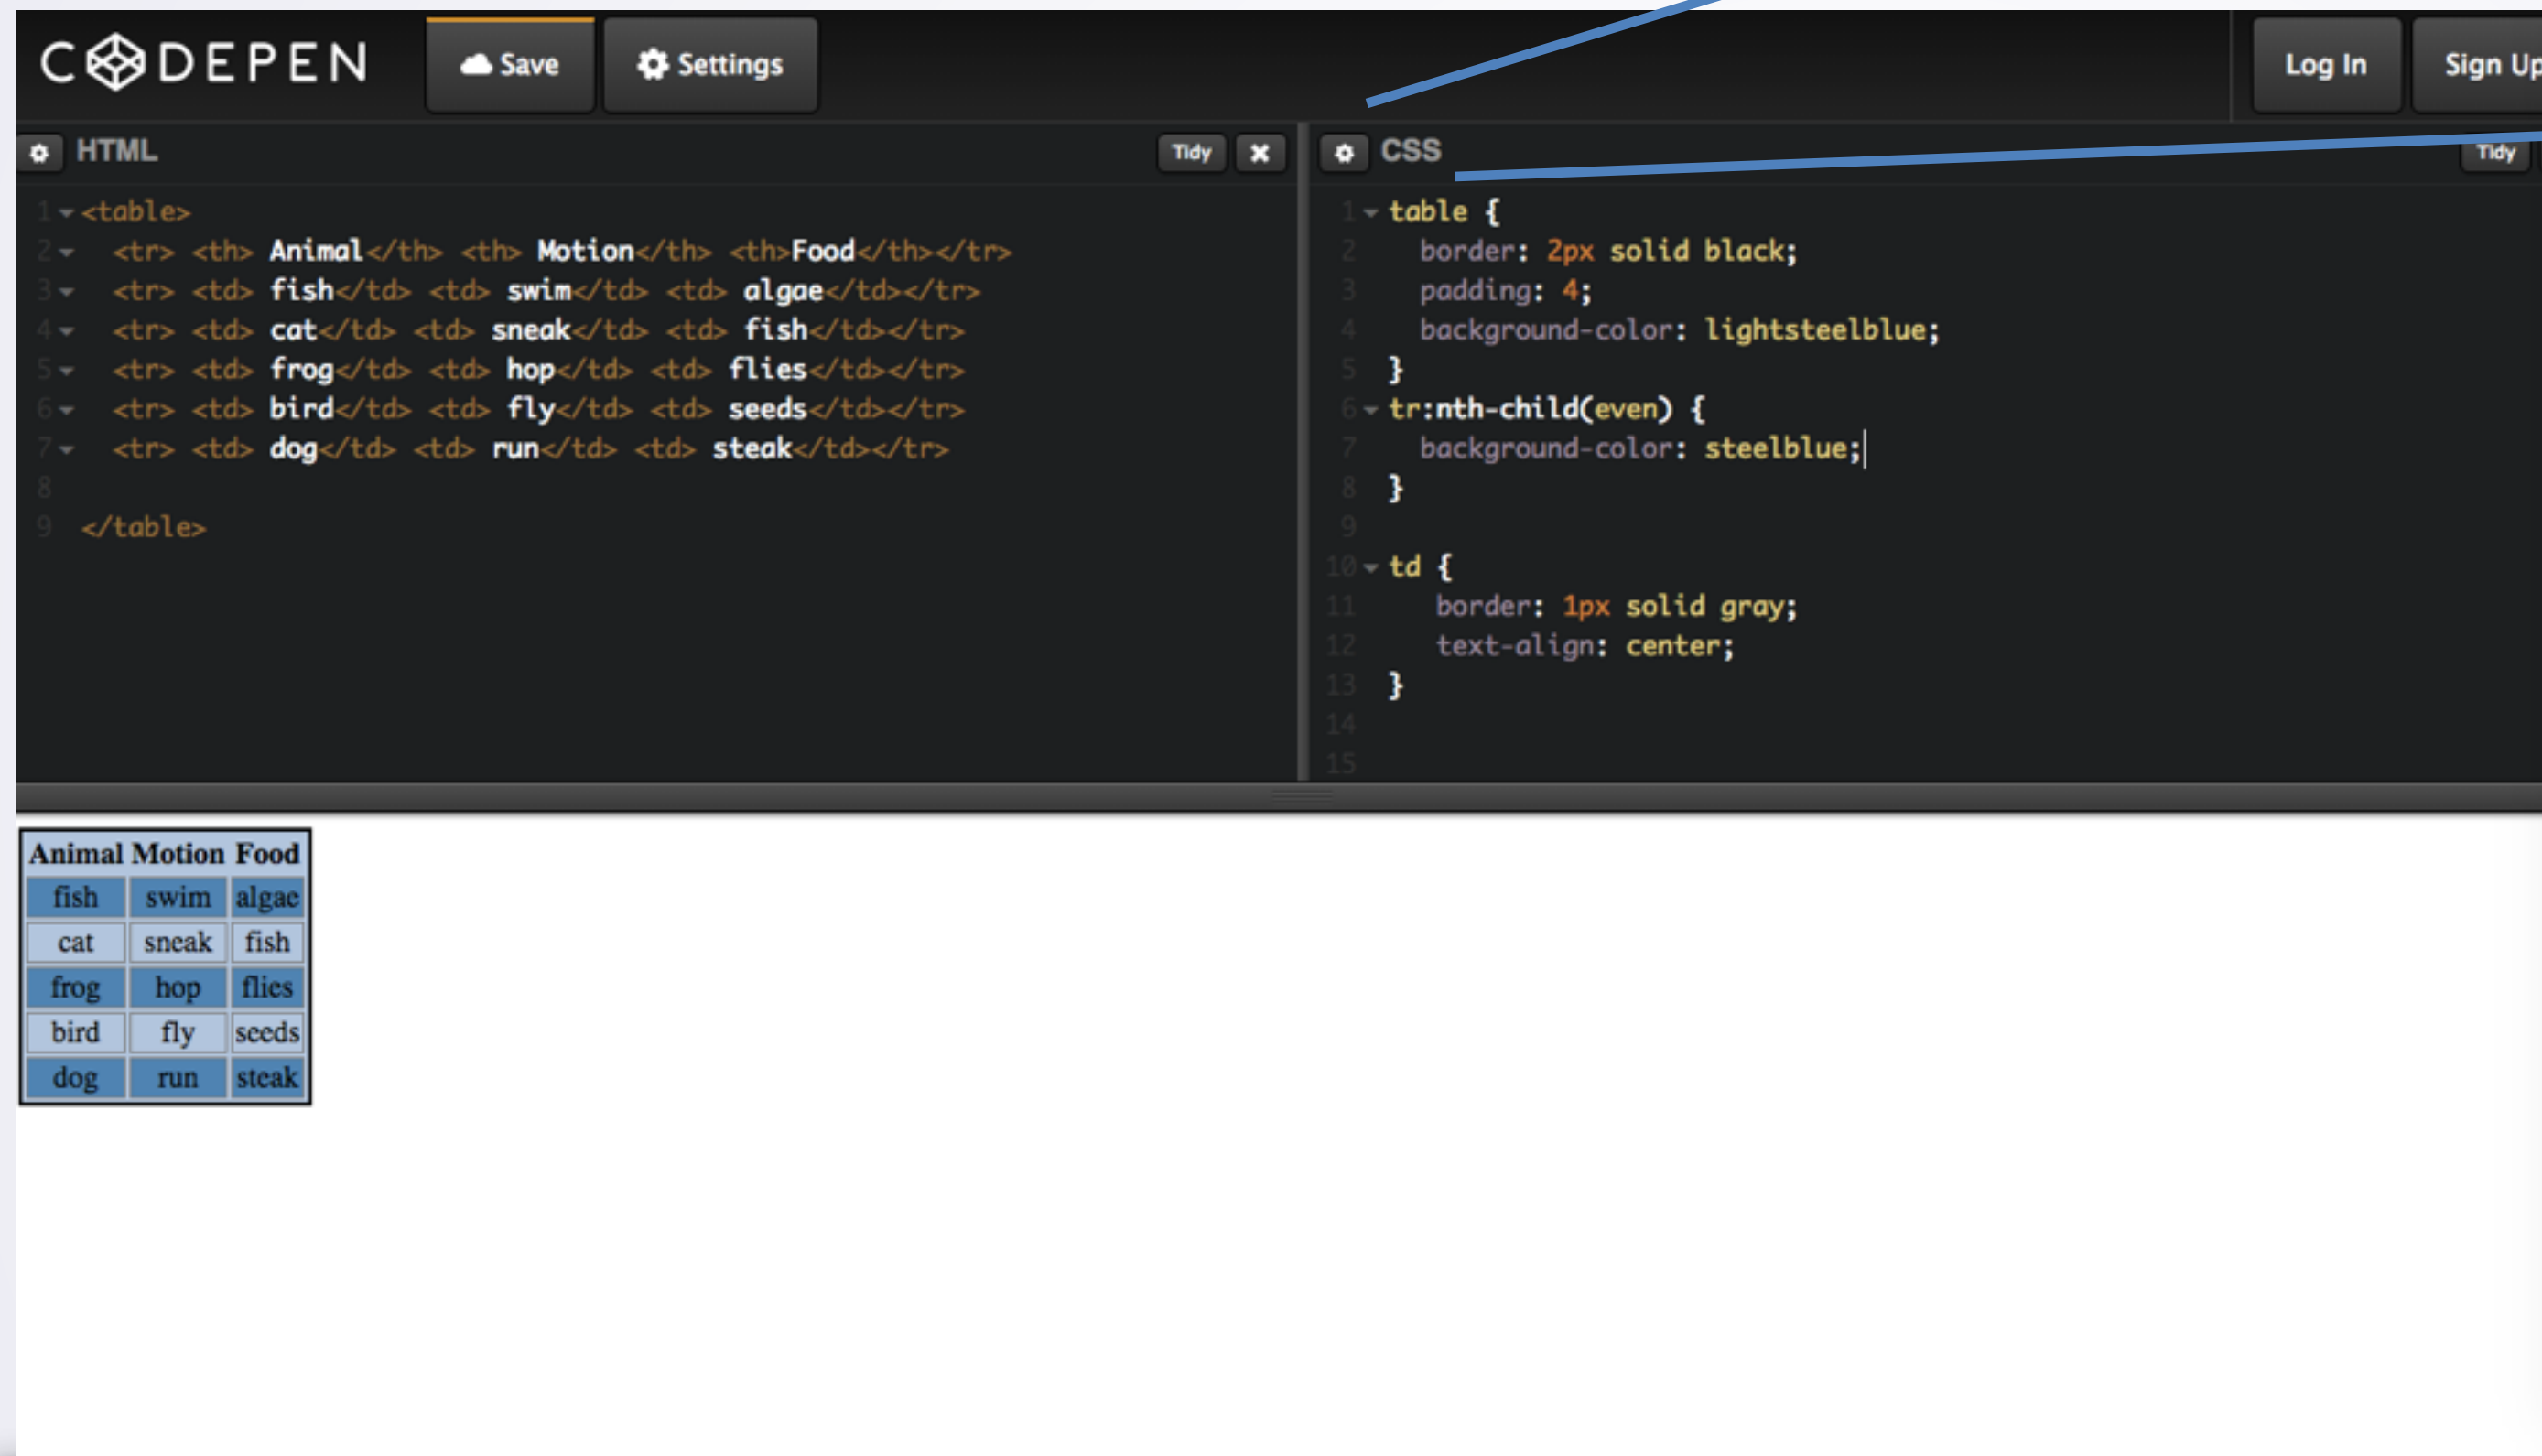 CODEPEN Save Settings Log In Sign Up
HTML Tidy
1 <table>
2 <tr> <th> Animal</th> <th> Motion</th> <th>Food</th></tr>
3 <tr> <td> fish</td> <td> swim</td> <td> algae</td></tr>
4 <tr> <td> cat</td> <td> sneak</td> <td> fish</td></tr>
5 <tr> <td> frog</td> <td> hop</td> <td> flies</td></tr>
6 <tr> <td> bird</td> <td> fly</td> <td> seeds</td></tr>
7 <tr> <td> dog</td> <td> run</td> <td> steak</td></tr>
8
9 </table>
CSS Tidy
1 table {
2 border: 2px solid black;
3 padding: 4;
4 background-color: lightsteelblue;
5 }
6 tr:nth-child(even) {
7 background-color: steelblue;
8 }
9
10 td {
11 border: 1px solid gray;
12 text-align: center;
13 }
14
15
Animal Motion Food
fish swim algae
cat sneak fish
frog hop flies
bird fly seeds
dog run steak